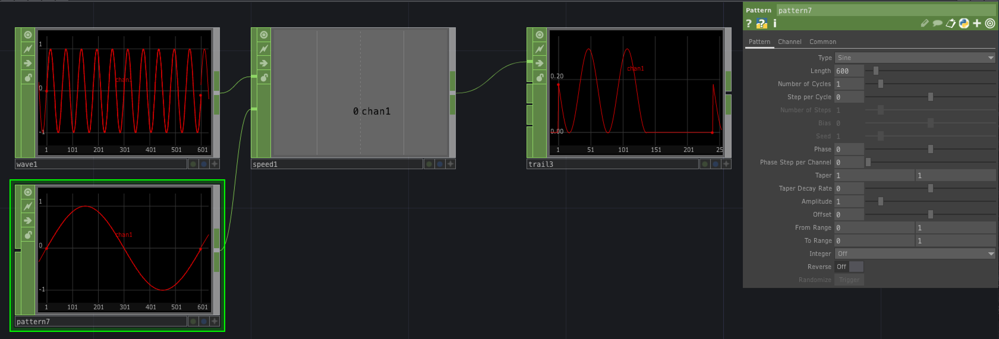 Pattern pattern7
? ? i
Pattern Channel Common
Type Sine
Length 600
Number of Cycles 1
Step per Cycle 0
Number of Steps 1
Bias 0
Seed 1
Phase 0
Phase Step per Channel 0
Taper 1 1
Taper Decay Rate 0
Amplitude 1
Offset 0
From Range 0 1
To Range 0 1
Integer Off
Reverse Off
Randomize Trigger
1
chan1
0
-1
1 101 201 301 401 501 601
wave1
0 chan1
speed1
chan1
0.20
0.00
1 51 101 151 201 25
trail3
1
chan1
0
-1
1 101 201 301 401 501 601
pattern7